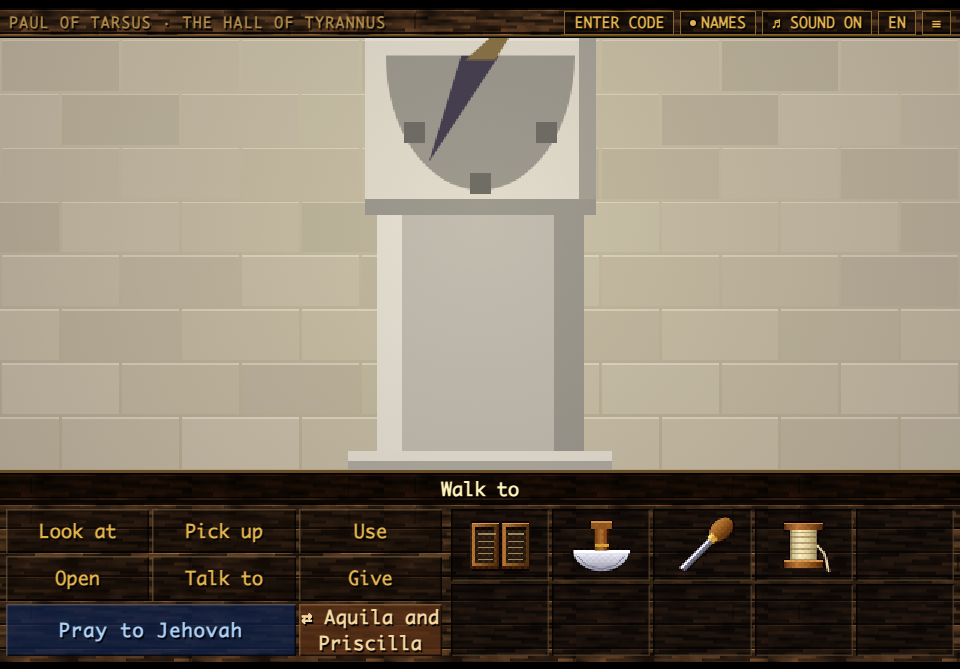 PAUL OF TARSUS · THE HALL OF TYRANNUS
ENTER CODE
• NAMES
♬ SOUND ON
EN
≡
Walk to
Look at
Pick up
Use
Open
Talk to
Give
Pray to Jehovah
⇄ Aquila and
Priscilla